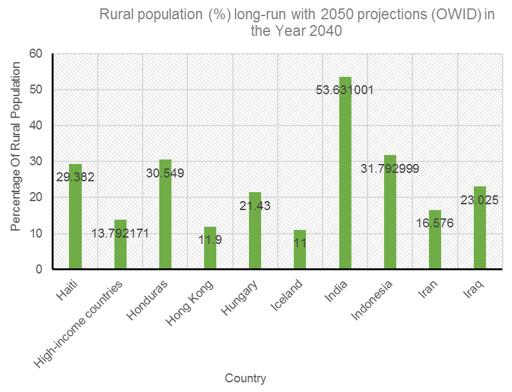 Rural population (%) long-run with 2050 projections (OWID) in
the Year 2040
Percentage Of Rural Population
60
50
40
30
20
10
0
29.382
13.792171
30.549
11.9
21.43
11
53.631001
31.792999
16.576
23.025
Haiti
High-income countries
Honduras
Hong Kong
Hungary
Iceland
India
Indonesia
Iran
Iraq
Country